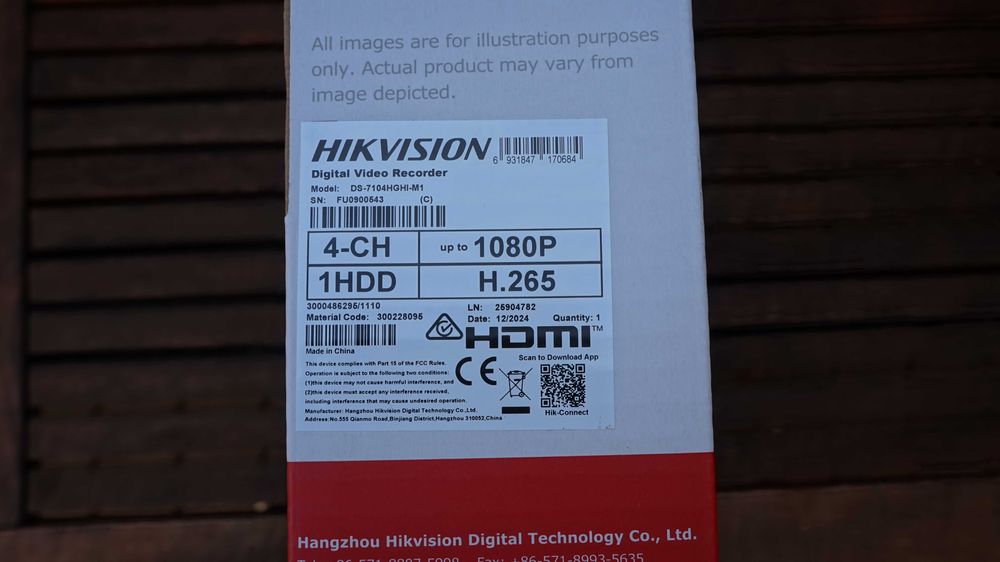 All images are for illustration purposes
only. Actual product may vary from
image depicted.
HIKVISION
6 931847 170684
Digital Video Recorder
Model: DS-7104HGHI-M1
SN: FU0900543 (C)
4-CH up to 1080P
1HDD H.265
3000486295/1110
LN: 25904782
Material Code: 300228095
Date: 12/2024 Quantity: 1
HDMI™
Made in China
Scan to Download App
This device complies with Part 15 of the FCC Rules.
Operation is subject to the following two conditions:
(1)this device may not cause harmful interference, and
(2)this device must accept any interference received,
including interference that may cause undesired operation.
CE
Hik-Connect
Manufacturer: Hangzhou Hikvision Digital Technology Co.,Ltd.
Address:No.555 Qianmo Road,Binjiang District,Hangzhou 310052,China
Hangzhou Hikvision Digital Technology Co., Ltd.
Fax: +86-571-8993-5635